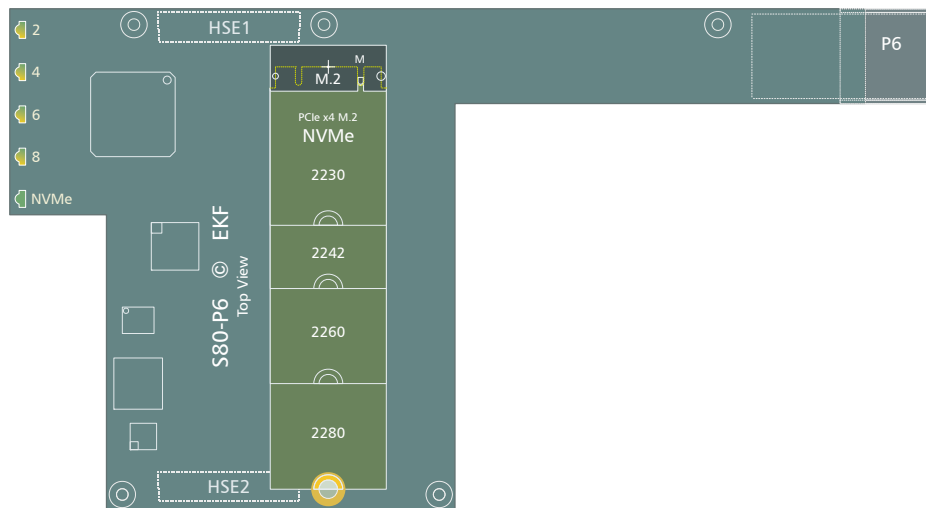 2
HSE1
P6
M
M.2
4
6
PCIe x4 M.2
NVMe
8
2230
NVMe
S80-P6 © EKF
Top View
2242
2260
2280
HSE2